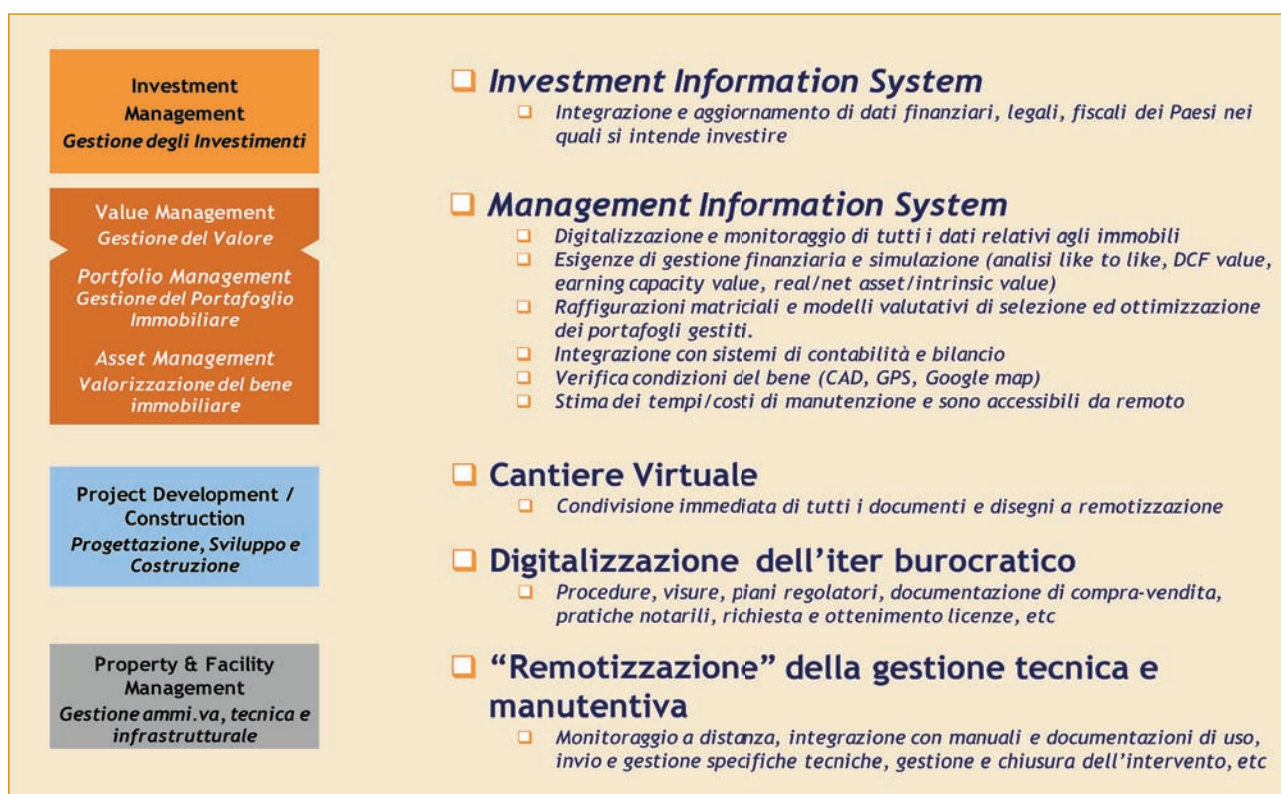 Investment
Management
Gestione degli Investimenti
Investment Information System
Integrazione e aggiornamento di dati finanziari, legali, fiscali dei Paesi nei
quali si intende investire
Value Management
Gestione del Valore
Portfolio Management
Gestione del Portafoglio
Immobiliare
Asset Management
Valorizzazione del bene
immobiliare
Management Information System
Digitalizzazione e monitoraggio di tutti i dati relativi agli immobili
Esigenze di gestione finanziaria e simulazione (analisi like to like, DCF value,
earning capacity value, real/net asset/intrinsic value)
Raffigurazioni matriciali e modelli valutativi di selezione ed ottimizzazione
dei portafogli gestiti.
Integrazione con sistemi di contabilità e bilancio
Verifica condizioni del bene (CAD, GPS, Google map)
Stima dei tempi/costi di manutenzione e sono accessibili da remoto
Project Development /
Construction
Progettazione, Sviluppo e
Costruzione
Cantiere Virtuale
Condivisione immediata di tutti i documenti e disegni a remotizzazione
Digitalizzazione dell'iter burocratico
Procedure, visure, piani regolatori, documentazione di compra-vendita,
pratiche notarili, richiesta e ottenimento licenze, etc
Property & Facility
Management
Gestione ammi.va, tecnica e
infrastrutturale
“Remotizzazione” della gestione tecnica e
manutentiva
Monitoraggio a distanza, integrazione con manuali e documentazioni di uso,
invio e gestione specifiche tecniche, gestione e chiusura dell'intervento, etc